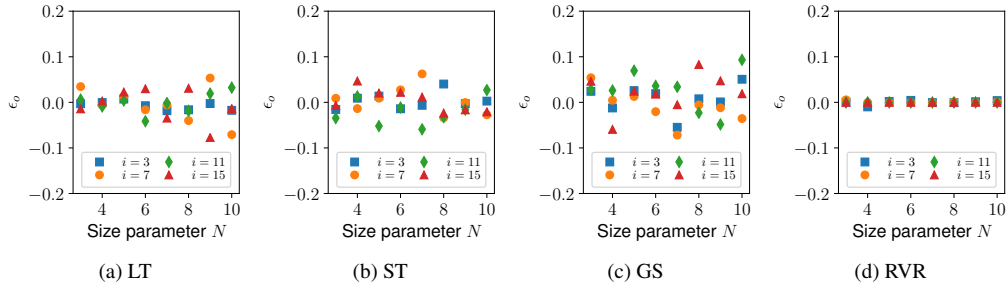 0.2
0.1
0.0
−0.1
−0.2
ϵ_o
4
6
8
10
Size parameter N
i = 3
i = 7
i = 11
i = 15
(a) LT
0.2
0.1
0.0
−0.1
−0.2
ϵ_o
4
6
8
10
Size parameter N
i = 3
i = 7
i = 11
i = 15
(b) ST
0.2
0.1
0.0
−0.1
−0.2
ϵ_o
4
6
8
10
Size parameter N
i = 3
i = 7
i = 11
i = 15
(c) GS
0.2
0.1
0.0
−0.1
−0.2
ϵ_o
4
6
8
10
Size parameter N
i = 3
i = 7
i = 11
i = 15
(d) RVR